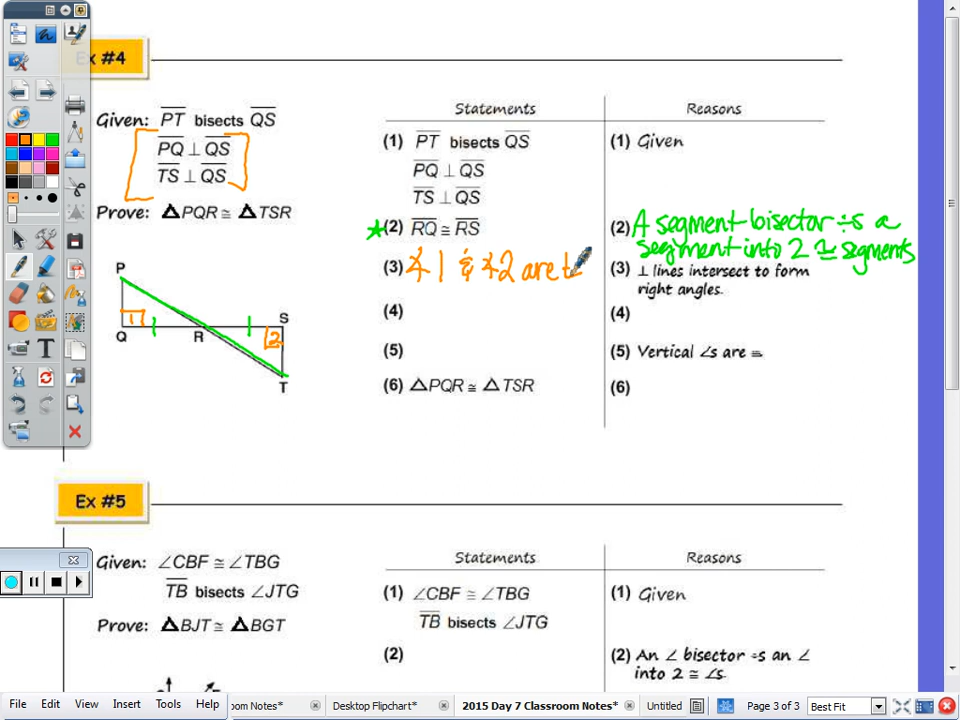 Ex #4
Given: PT bisects QS
PQ ⊥ QS
TS ⊥ QS
Prove: △PQR ≅ △TSR
P
Q
R
S
T
1
2
Statements
Reasons
(1) PT bisects QS
PQ ⊥ QS
TS ⊥ QS
(1) Given
*(2) RQ ≅ RS
(2) A segment bisector ÷s a
segment into 2 ≅ segments
(3) ∡1 & ∡2 are
(3) ⊥ lines intersect to form
right angles.
(4)
(4)
(5)
(5) Vertical ∠s are ≅
(6) △PQR ≅ △TSR
(6)
Ex #5
Given: ∠CBF ≅ ∠TBG
TB bisects ∠JTG
Prove: △BJT ≅ △BGT
Statements
Reasons
(1) ∠CBF ≅ ∠TBG
TB bisects ∠JTG
(1) Given
(2)
(2) An ∠ bisector ÷s an ∠
into 2 ≅ ∠s.
File Edit View Insert Tools Help
oom Notes*
Desktop Flipchart*
2015 Day 7 Classroom Notes*
Untitled
Page 3 of 3
Best Fit